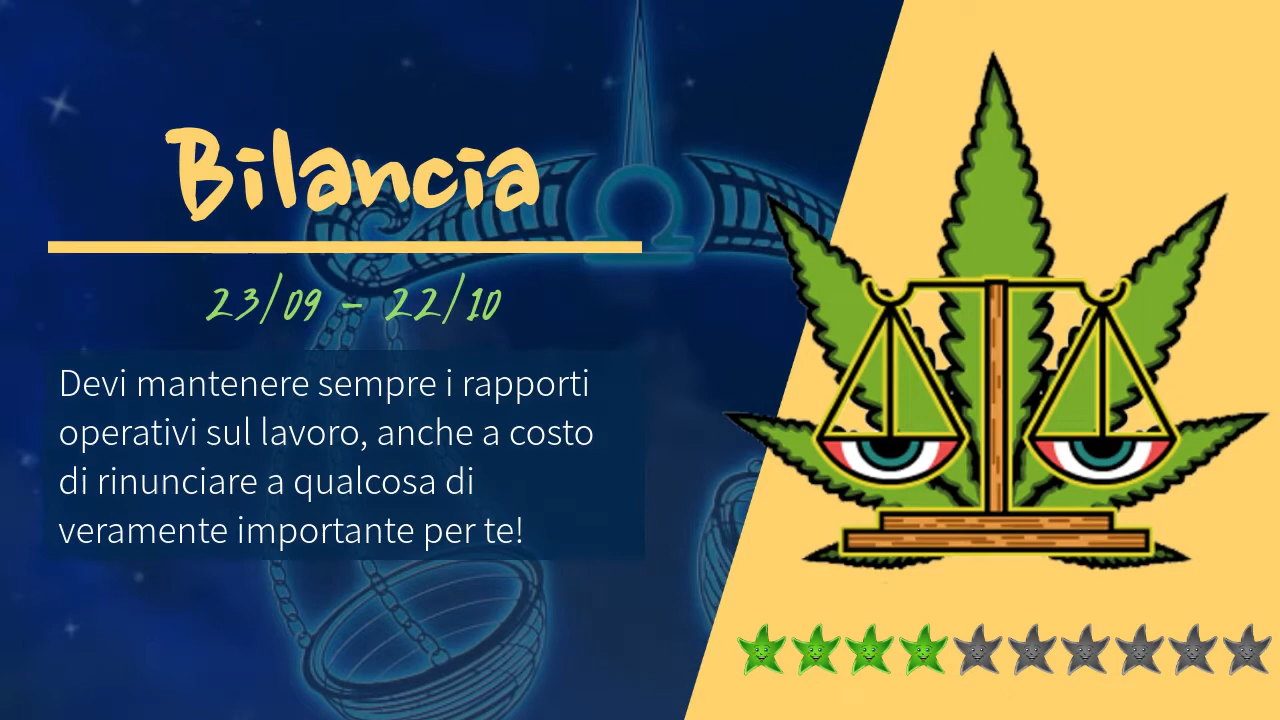 Bilancia
23/09 - 22/10
Devi mantenere sempre i rapporti
operativi sul lavoro, anche a costo
di rinunciare a qualcosa di
veramente importante per te!